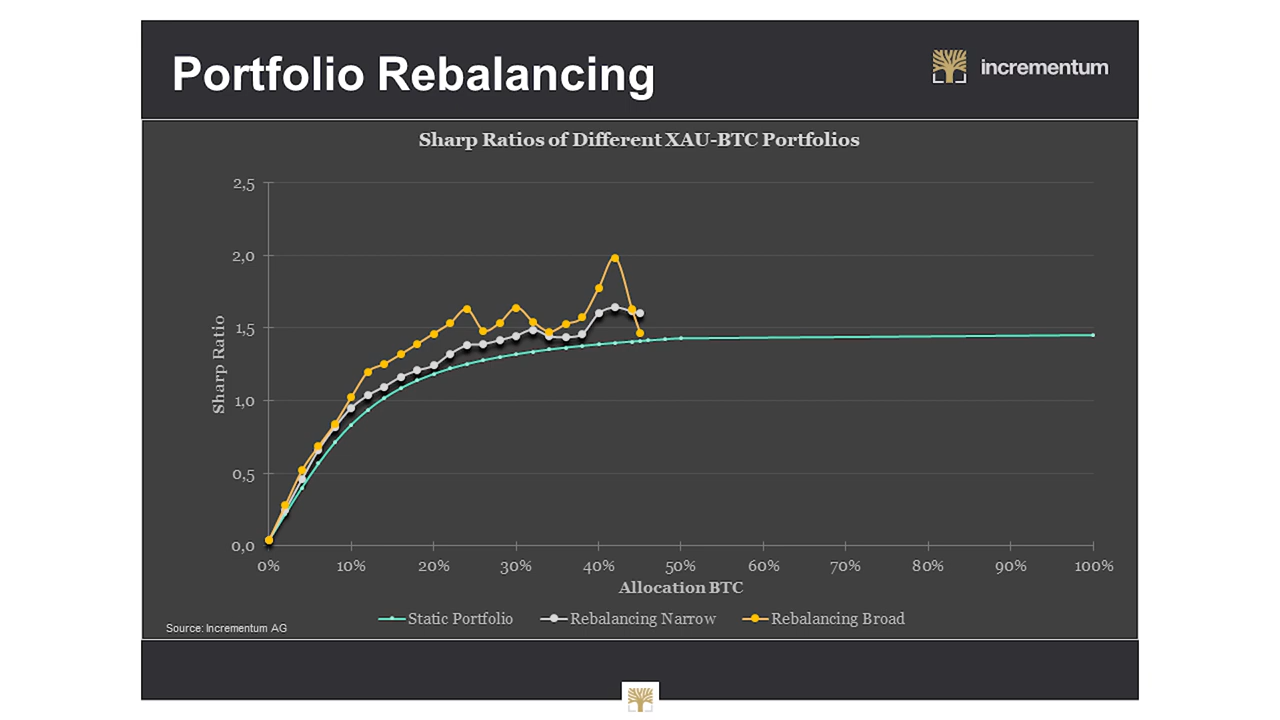 Portfolio Rebalancing
incrementum
Sharp Ratios of Different XAU-BTC Portfolios
2,5
2,0
1,5
1,0
0,5
0,0
Sharp Ratio
0% 10% 20% 30% 40% 50% 60% 70% 80% 90% 100%
Allocation BTC
Static Portfolio Rebalancing Narrow Rebalancing Broad
Source: Incrementum AG